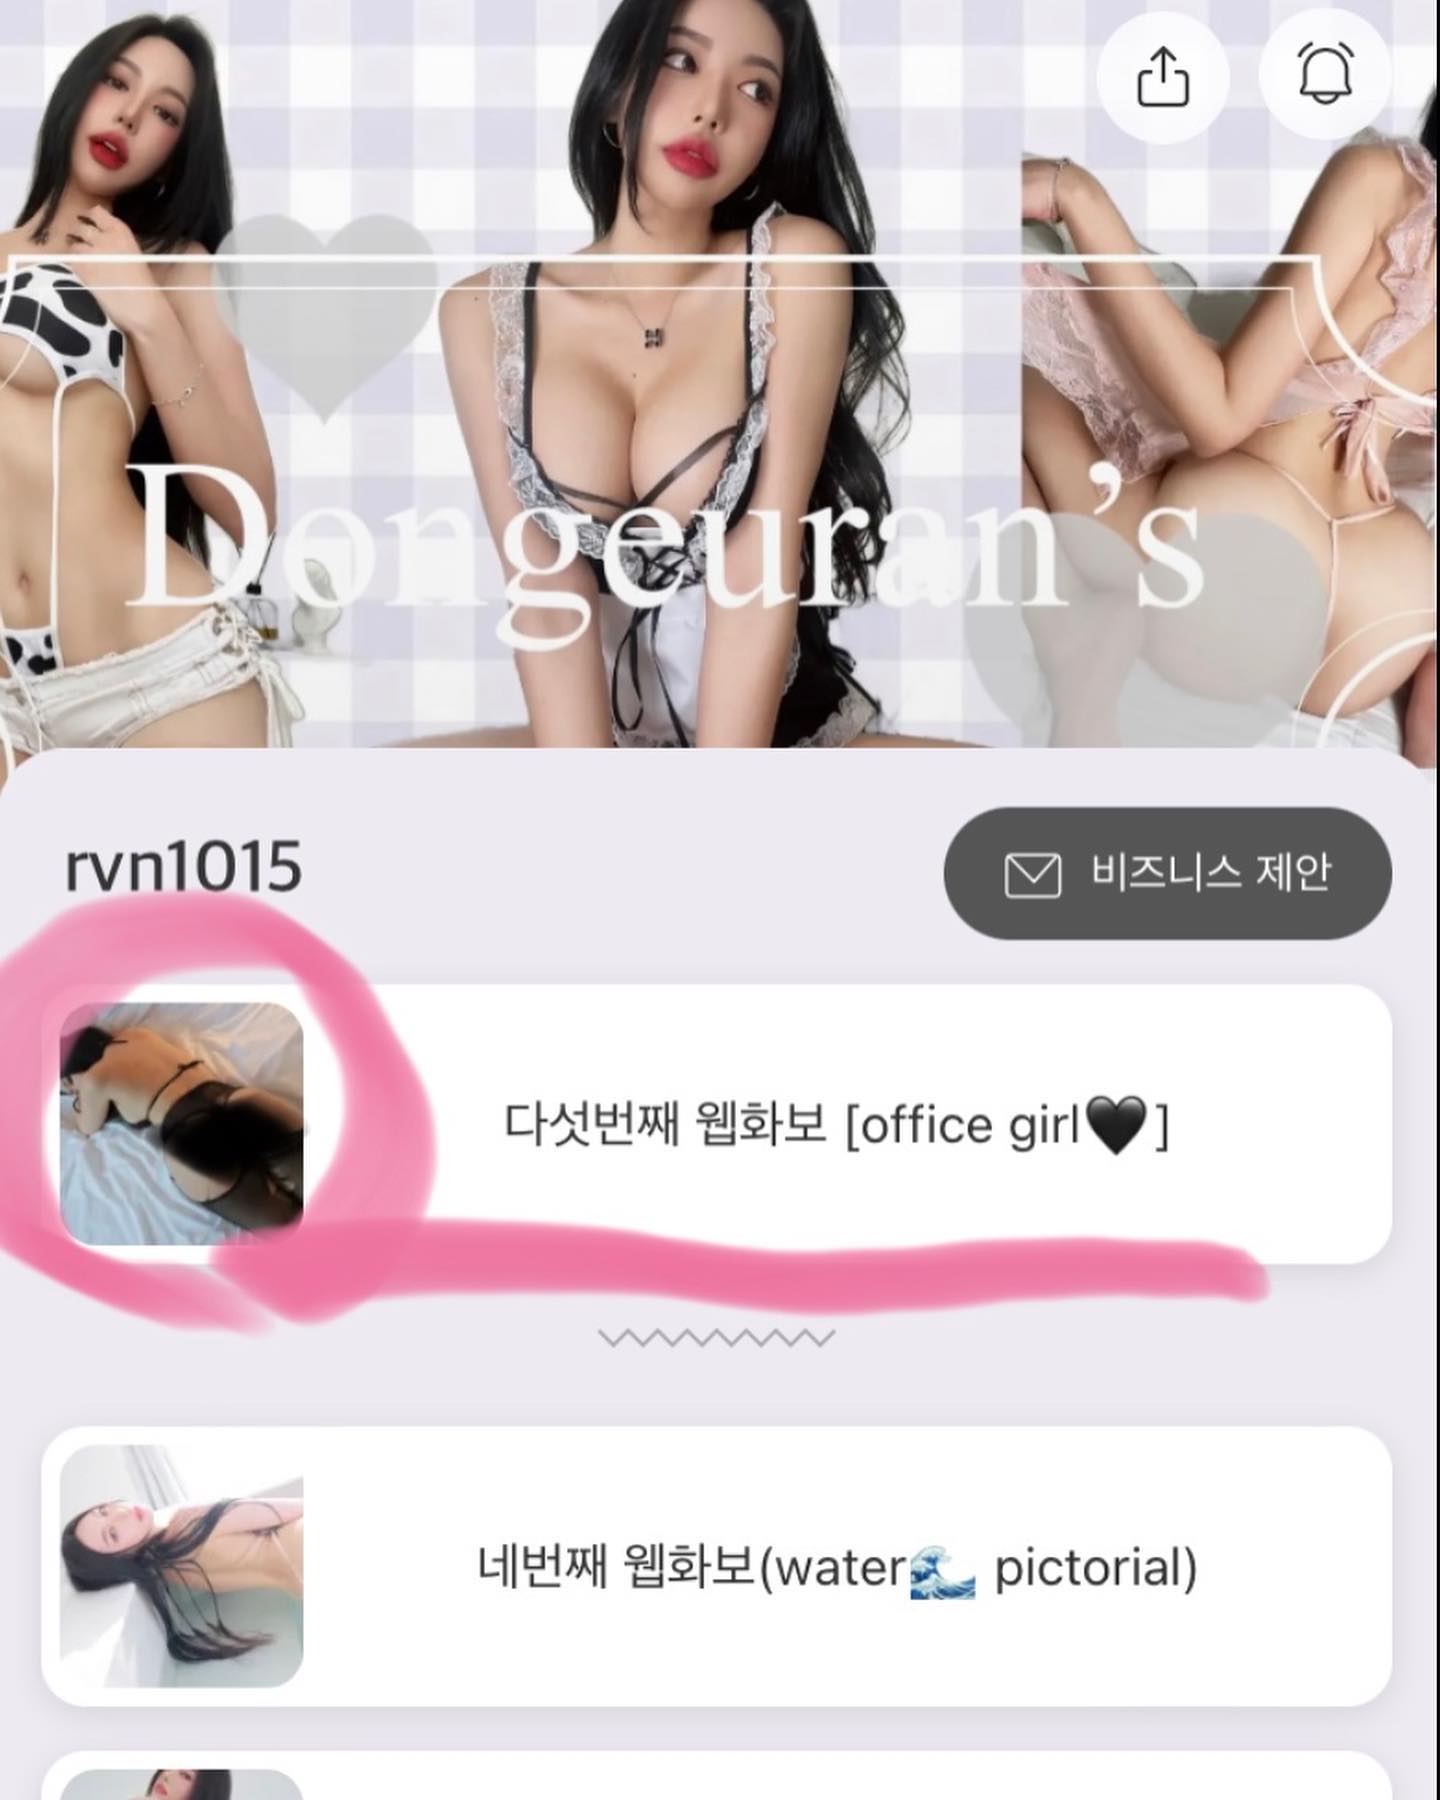 Dongeuran's
rvn1015
비즈니스 제안
다섯번째 웹화보 [office girl🖤]
네번째 웹화보(water🌊 pictorial)